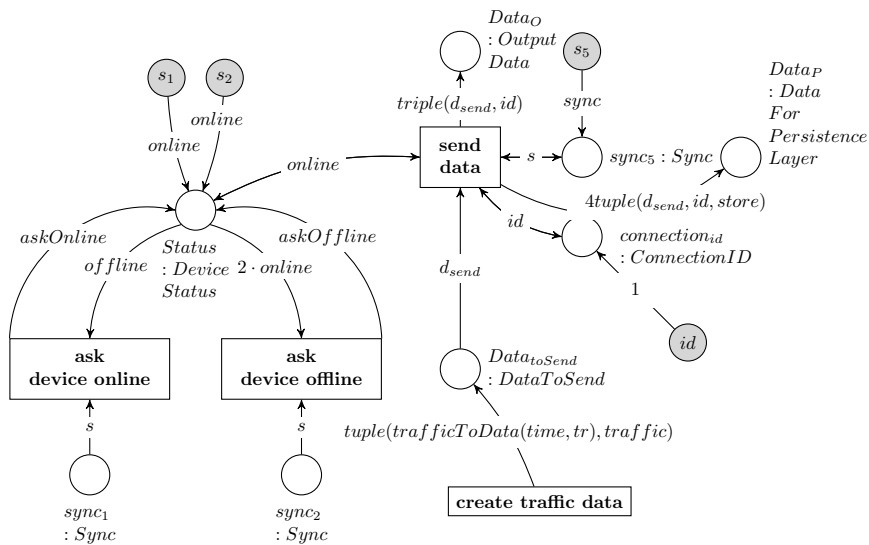 Data_O
: Output
Data
s_1
s_2
s_5
Data_P
: Data
For
Persistence
Layer
triple(d_send, id)
sync
online
online
online
send
data
s
sync_5 : Sync
4tuple(d_send, id, store)
id
connection_id
: ConnectionID
askOnline
offline
Status
: Device
Status
2 · online
askOffline
d_send
1
id
ask
device online
ask
device offline
Data_toSend
: DataToSend
s
s
tuple(trafficToData(time, tr), traffic)
create traffic data
sync_1
: Sync
sync_2
: Sync